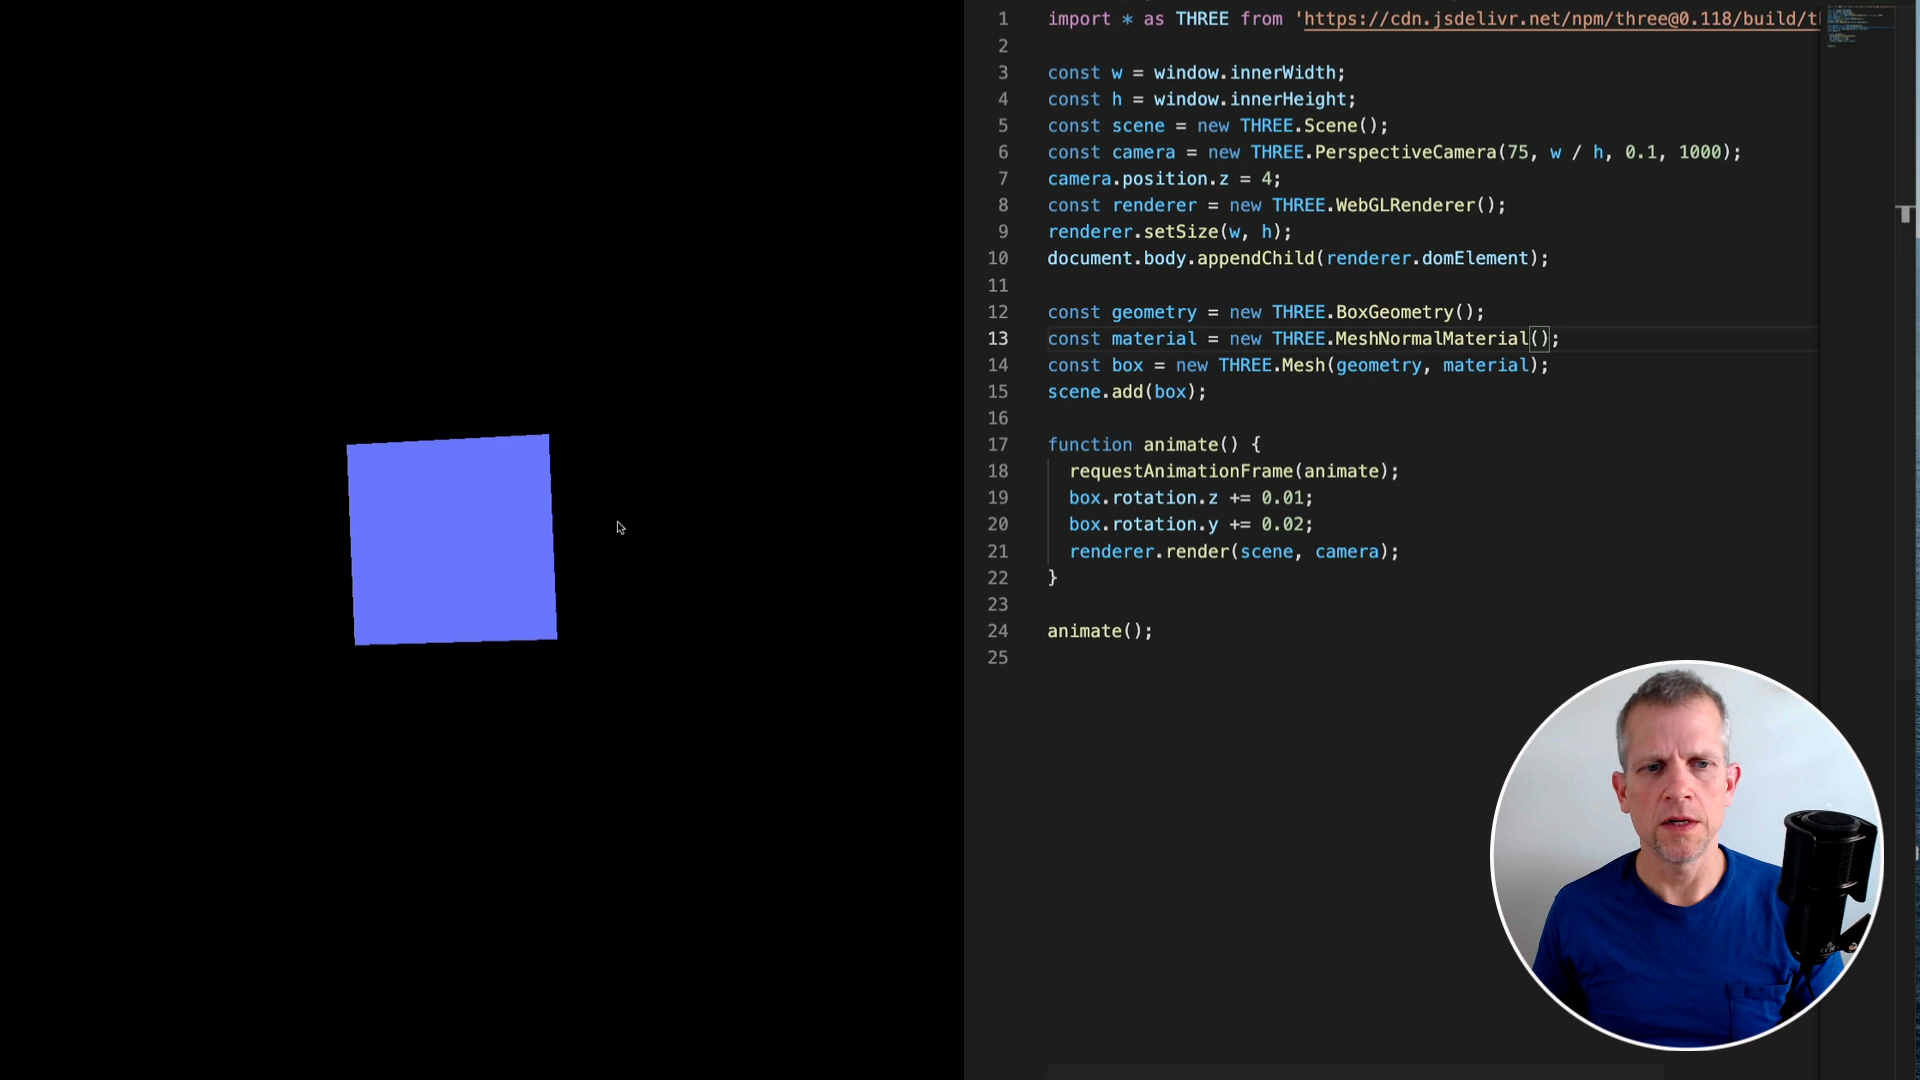 1 import * as THREE from 'https://cdn.jsdelivr.net/npm/three@0.118/build/t
2
3 const w = window.innerWidth;
4 const h = window.innerHeight;
5 const scene = new THREE.Scene();
6 const camera = new THREE.PerspectiveCamera(75, w / h, 0.1, 1000);
7 camera.position.z = 4;
8 const renderer = new THREE.WebGLRenderer();
9 renderer.setSize(w, h);
10 document.body.appendChild(renderer.domElement);
11
12 const geometry = new THREE.BoxGeometry();
13 const material = new THREE.MeshNormalMaterial();
14 const box = new THREE.Mesh(geometry, material);
15 scene.add(box);
16
17 function animate() {
18 requestAnimationFrame(animate);
19 box.rotation.z += 0.01;
20 box.rotation.y += 0.02;
21 renderer.render(scene, camera);
22 }
23
24 animate();
25